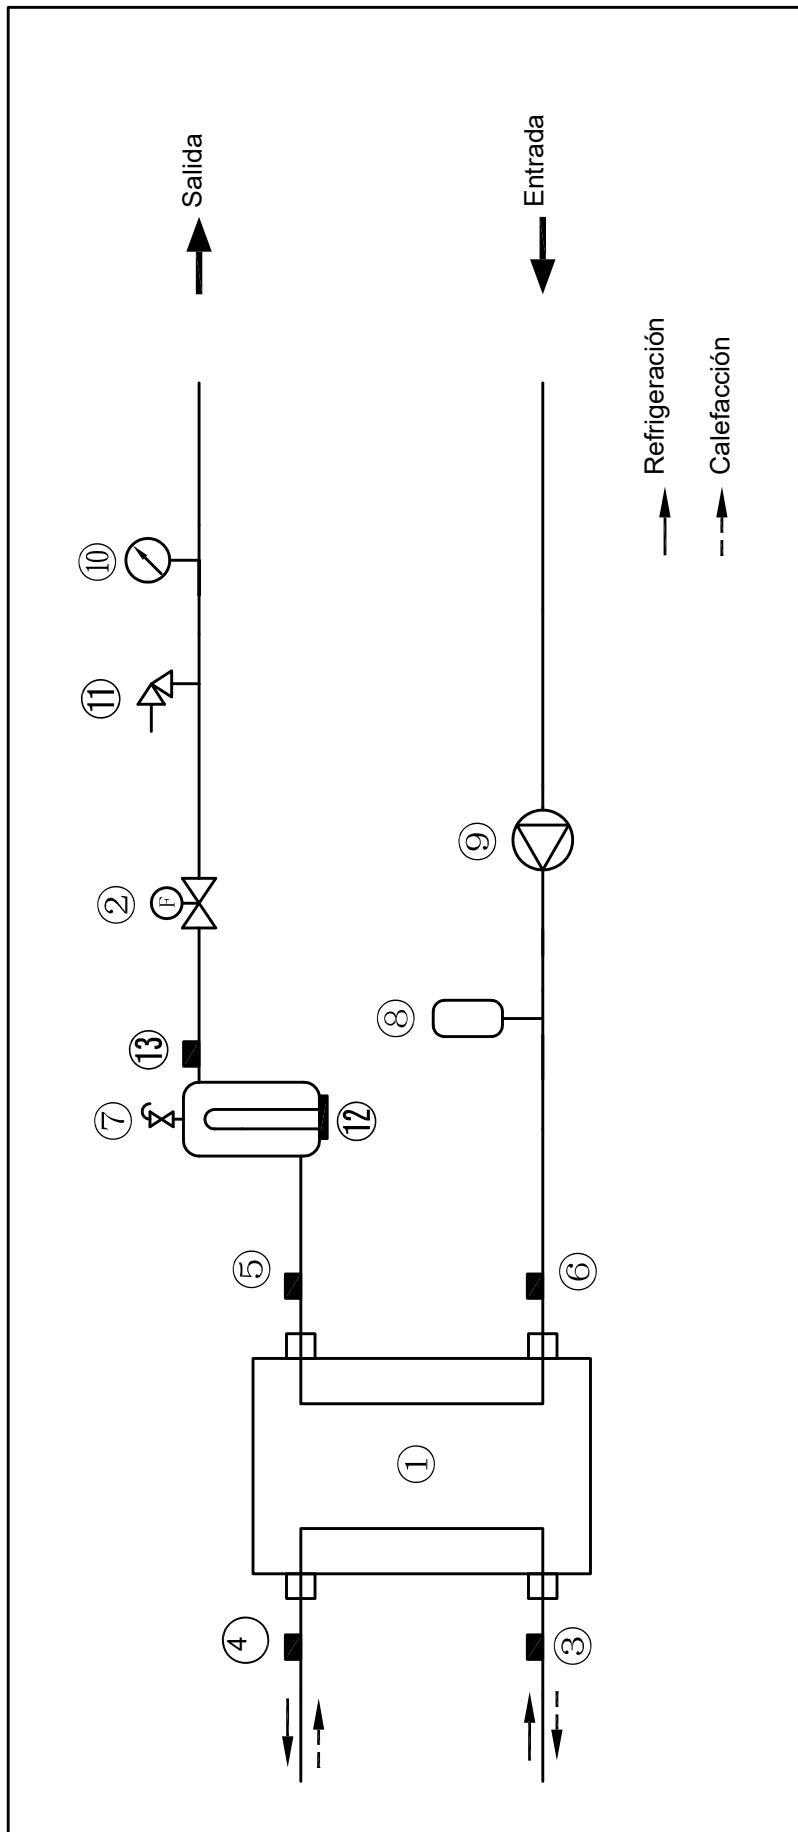 Salida
Entrada
Refrigeración
Calefacción
⑩
⑪
②
F
⑨
⑧
⑬
⑦
⑫
⑤
⑥
①
④
③